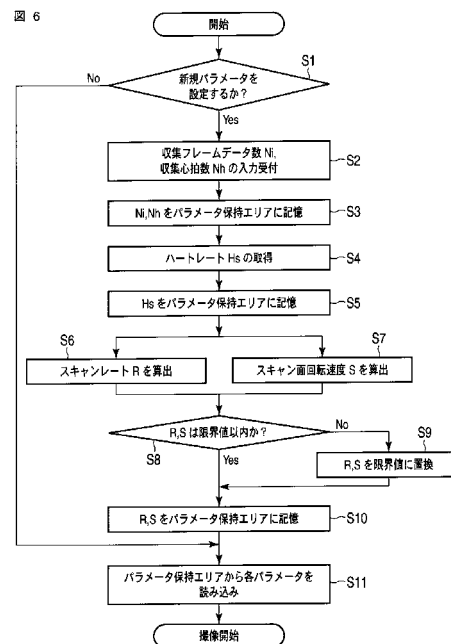 図 6
開始
新規パラメータを
設定するか？
S1
No
Yes
収集フレームデータ数 Ni,
収集心拍数 Nh の入力受付
S2
Ni,Nh をパラメータ保持エリアに記憶
S3
ハートレート Hs の取得
S4
Hs をパラメータ保持エリアに記憶
S5
S6
スキャンレート R を算出
S7
スキャン面回転速度 S を算出
R,S は限界値以内か？
S8
No
Yes
S9
R,S を限界値に置換
R,S をパラメータ保持エリアに記憶
S10
パラメータ保持エリアから各パラメータを
読み込み
S11
撮像開始